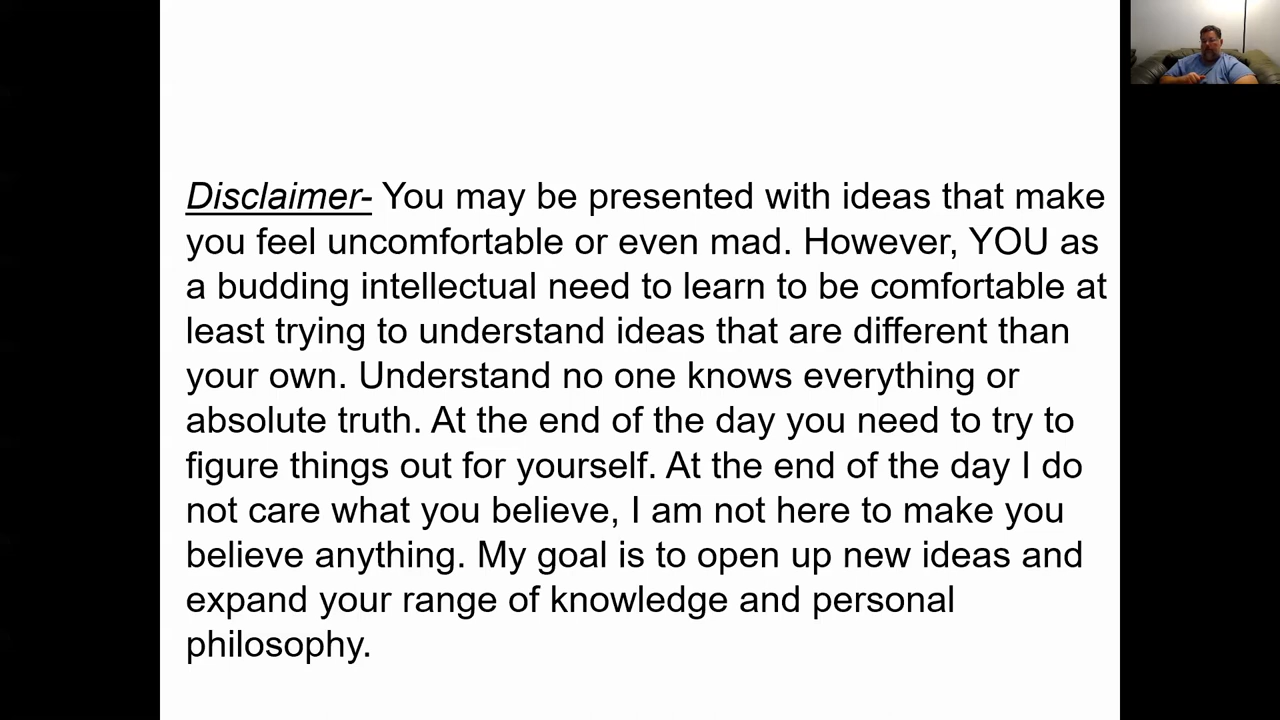 Disclaimer- You may be presented with ideas that make
you feel uncomfortable or even mad. However, YOU as
a budding intellectual need to learn to be comfortable at
least trying to understand ideas that are different than
your own. Understand no one knows everything or
absolute truth. At the end of the day you need to try to
figure things out for yourself. At the end of the day I do
not care what you believe, I am not here to make you
believe anything. My goal is to open up new ideas and
expand your range of knowledge and personal
philosophy.